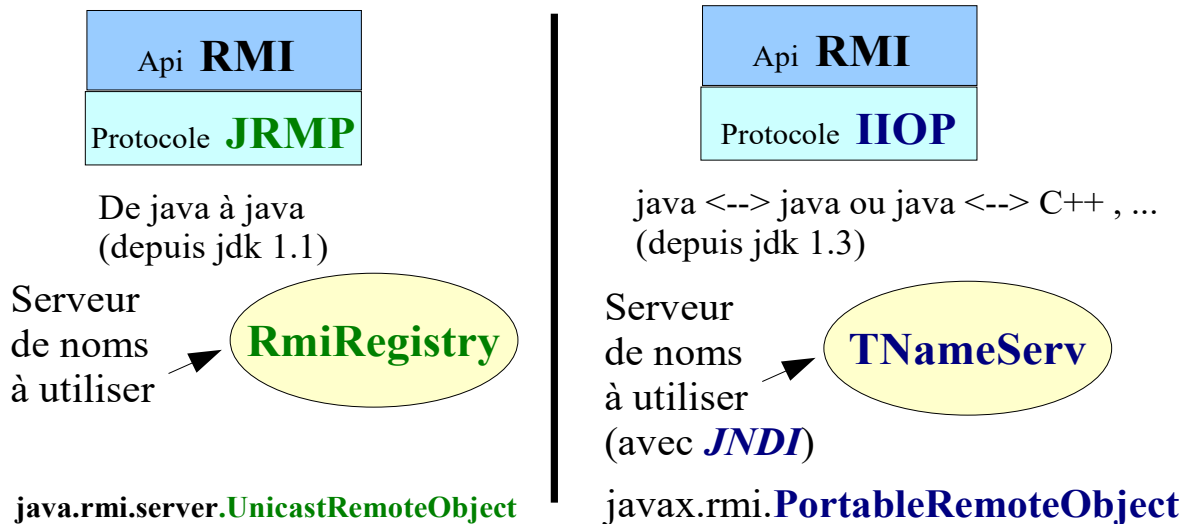 Api RMI
Protocole JRMP
De java à java
(depuis jdk 1.1)
Serveur
de noms
à utiliser
RmiRegistry
java.rmi.server.UnicastRemoteObject
Api RMI
Protocole IIOP
java <--> java ou java <--> C++ , ...
(depuis jdk 1.3)
Serveur
de noms
à utiliser
(avec JNDI)
TNameServ
javax.rmi.PortableRemoteObject